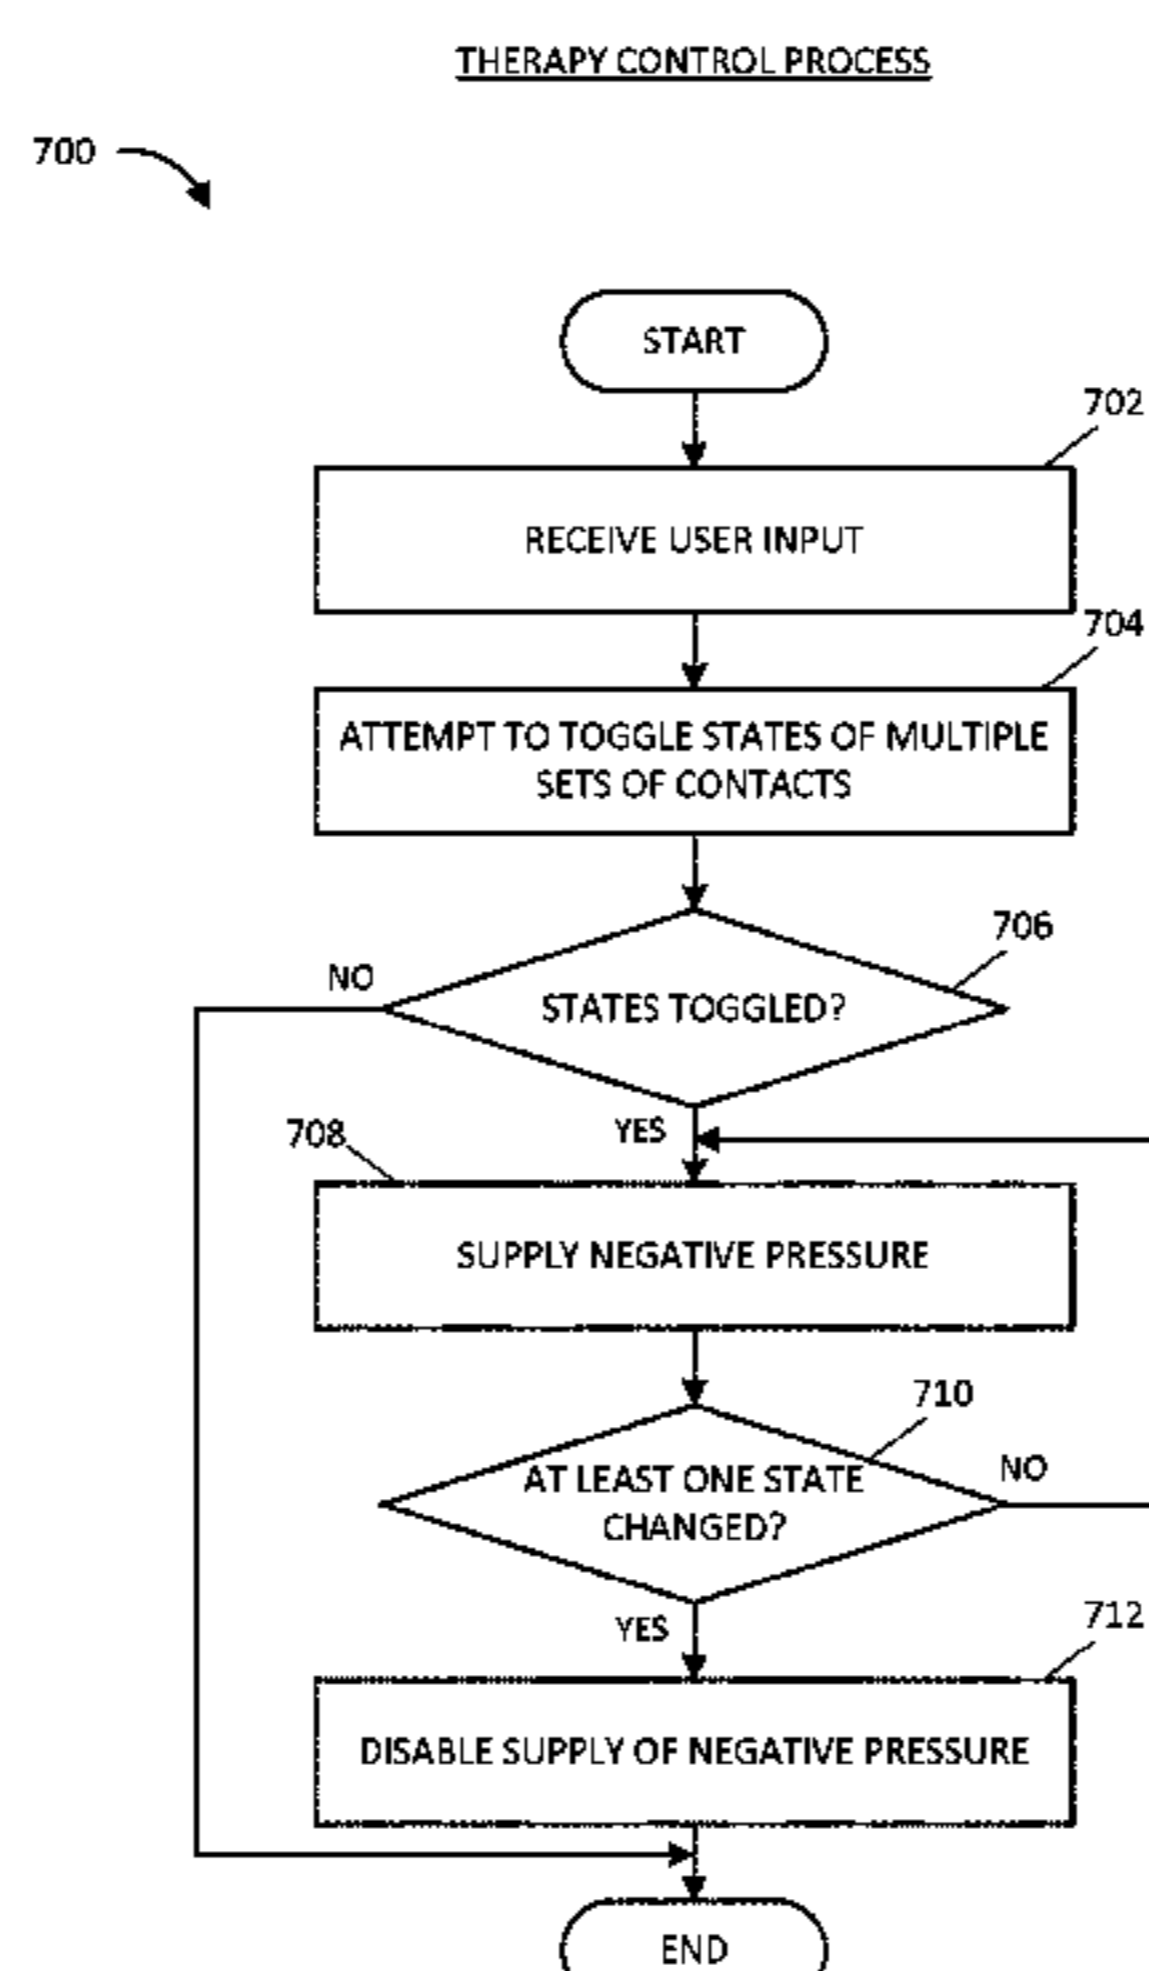 THERAPY CONTROL PROCESS
700
START
702
RECEIVE USER INPUT
704
ATTEMPT TO TOGGLE STATES OF MULTIPLE
SETS OF CONTACTS
706
NO
STATES TOGGLED?
YES
708
SUPPLY NEGATIVE PRESSURE
710
NO
AT LEAST ONE STATE
CHANGED?
YES
712
DISABLE SUPPLY OF NEGATIVE PRESSURE
END